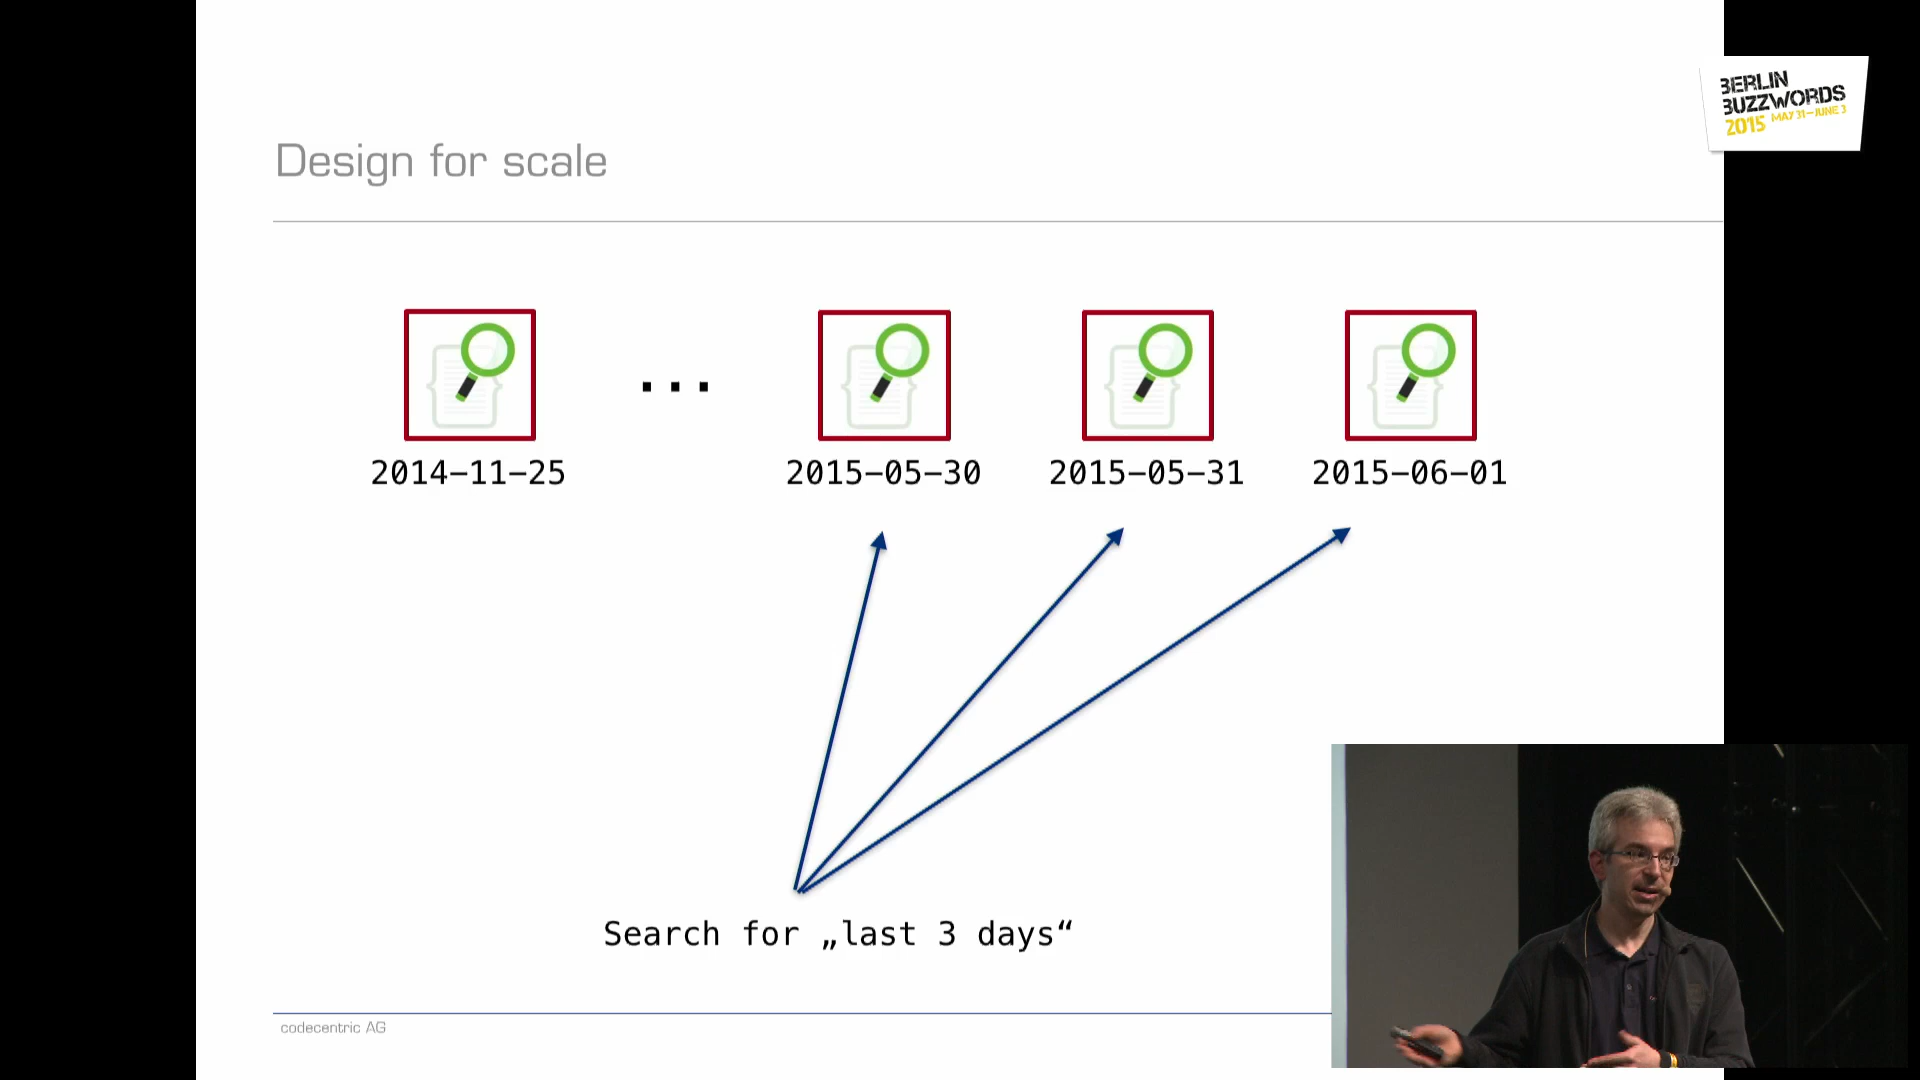 BERLIN
BUZZWORDS
2015 MAY 31–JUNE 3
Design for scale
...
2014-11-25
2015-05-30
2015-05-31
2015-06-01
Search for „last 3 days“
codecentric AG